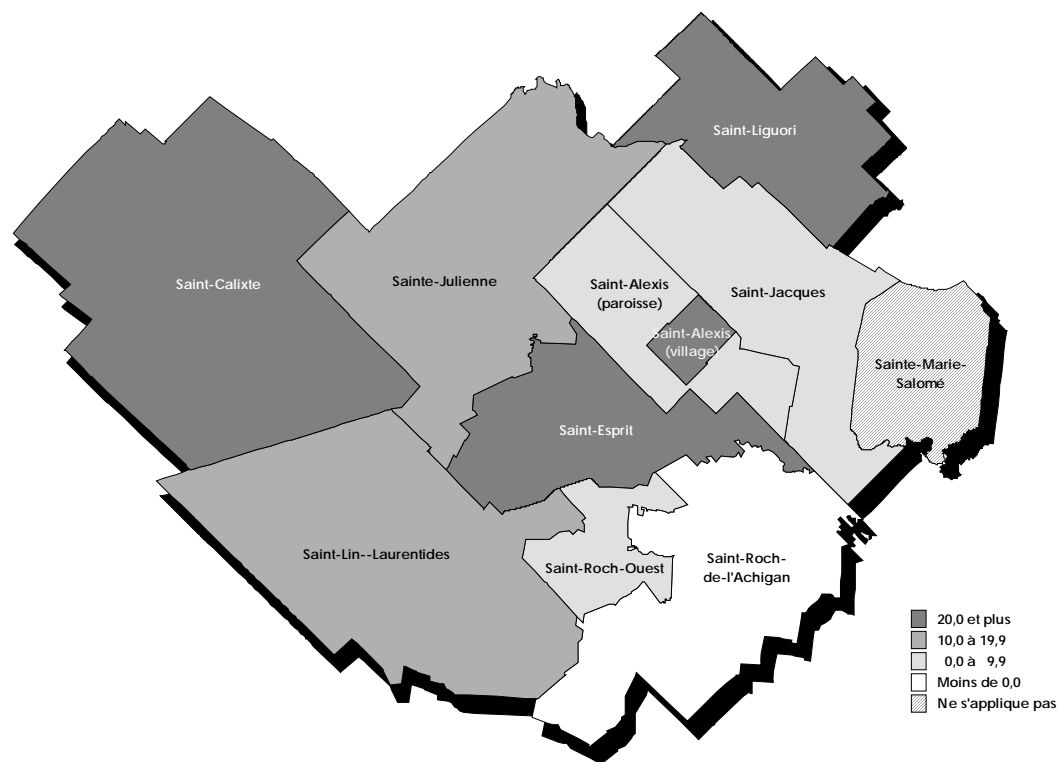 Saint-Liguori
Saint-Calixte
Sainte-Julienne
Saint-Alexis
(paroisse)
Saint-Jacques
Saint-Alexis
(village)
Sainte-Marie-
Salomé
Saint-Esprit
Saint-Lin--Laurentides
Saint-Roch-Ouest
Saint-Roch-
de-l'Achigan
20,0 et plus
10,0 à 19,9
0,0 à 9,9
Moins de 0,0
Ne s'applique pas